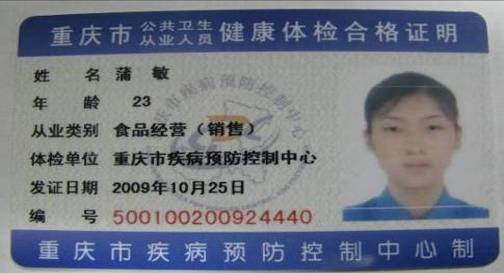 重庆市 公共卫生从业人员 健康体检合格证明
姓 名 蒲 敏
年 龄 23
从业类别 食品经营（销售）
体检单位 重庆市疾病预防控制中心
发证日期 2009年10月25日
编 号 500100200924440
重庆市疾病预防控制中心制